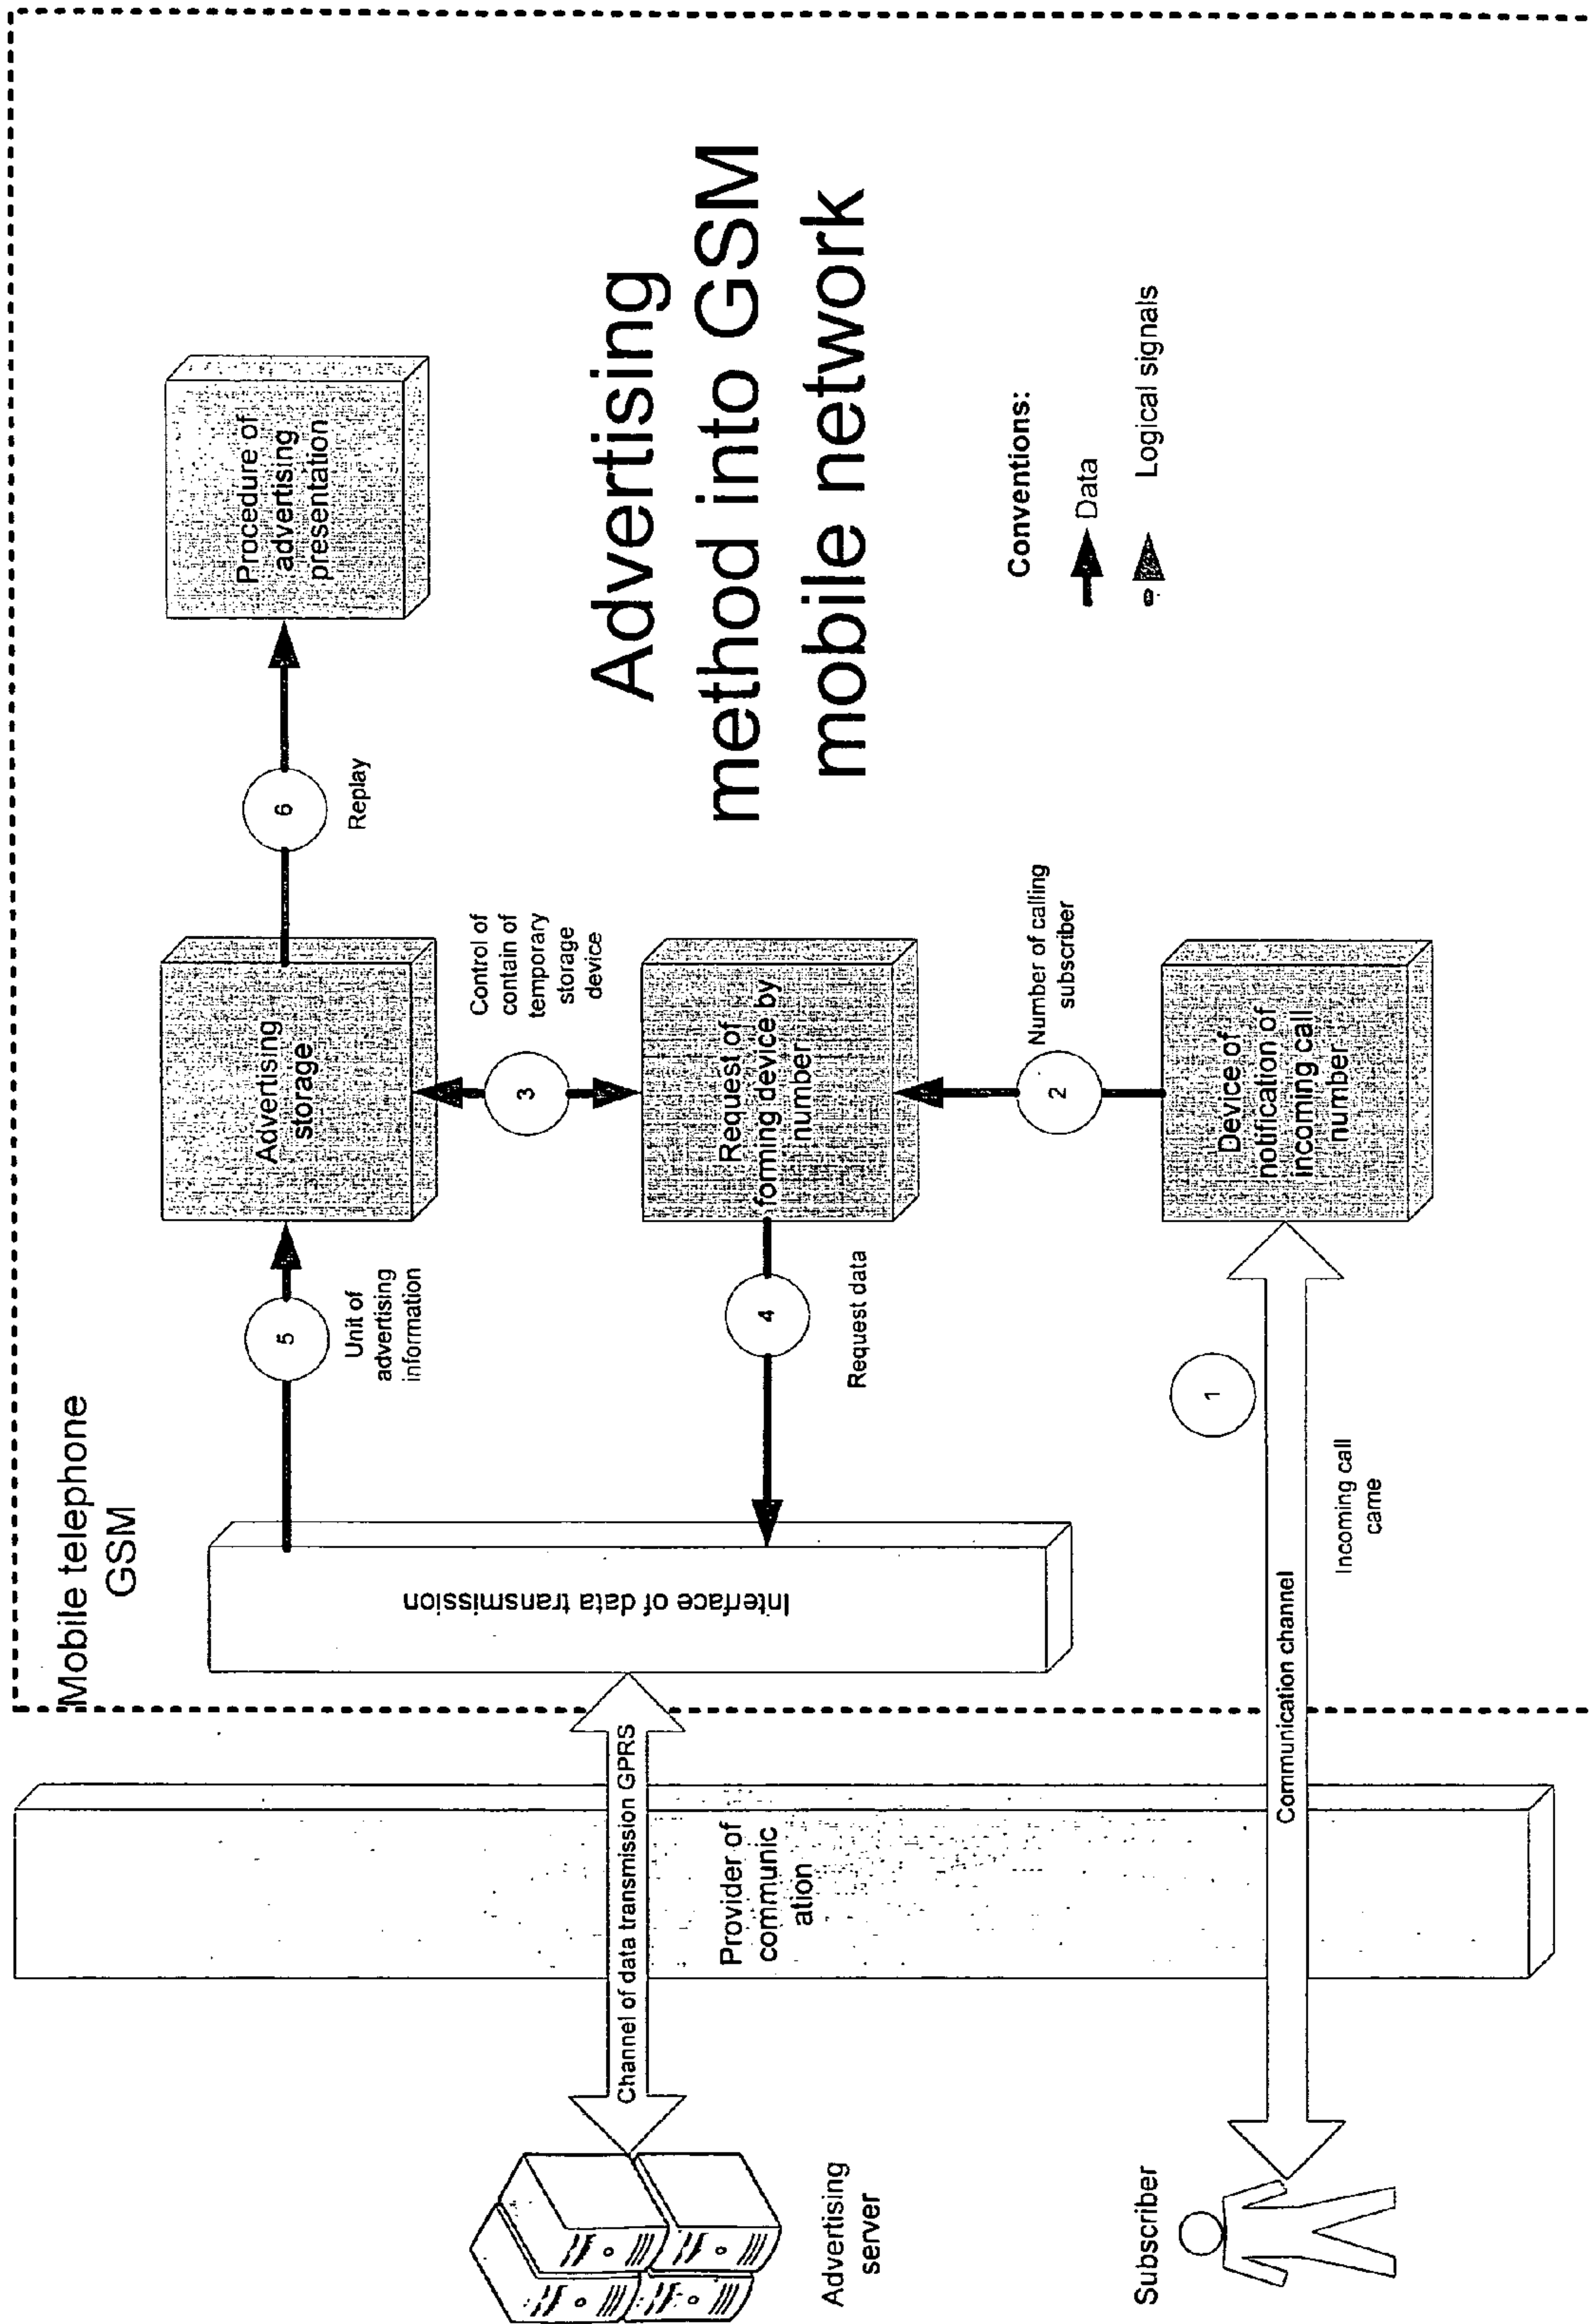 Mobile telephone
GSM
Procedure of
advertising
presentation
6
Replay
Advertising
storage
5
Unit of
advertising
information
Control of
contain of
temporary
storage
device
3
Request of
forming device by
number
4
Request data
Interface of data transmission
Number of calling
subscriber
2
Device of
notification of
incoming call
number
1
Incoming call
came
Communication channel
Channel of data transmission GPRS
Provider of
communic
ation
Advertising
server
Subscriber
Advertising
method into GSM
mobile network
Conventions:
Data
Logical signals